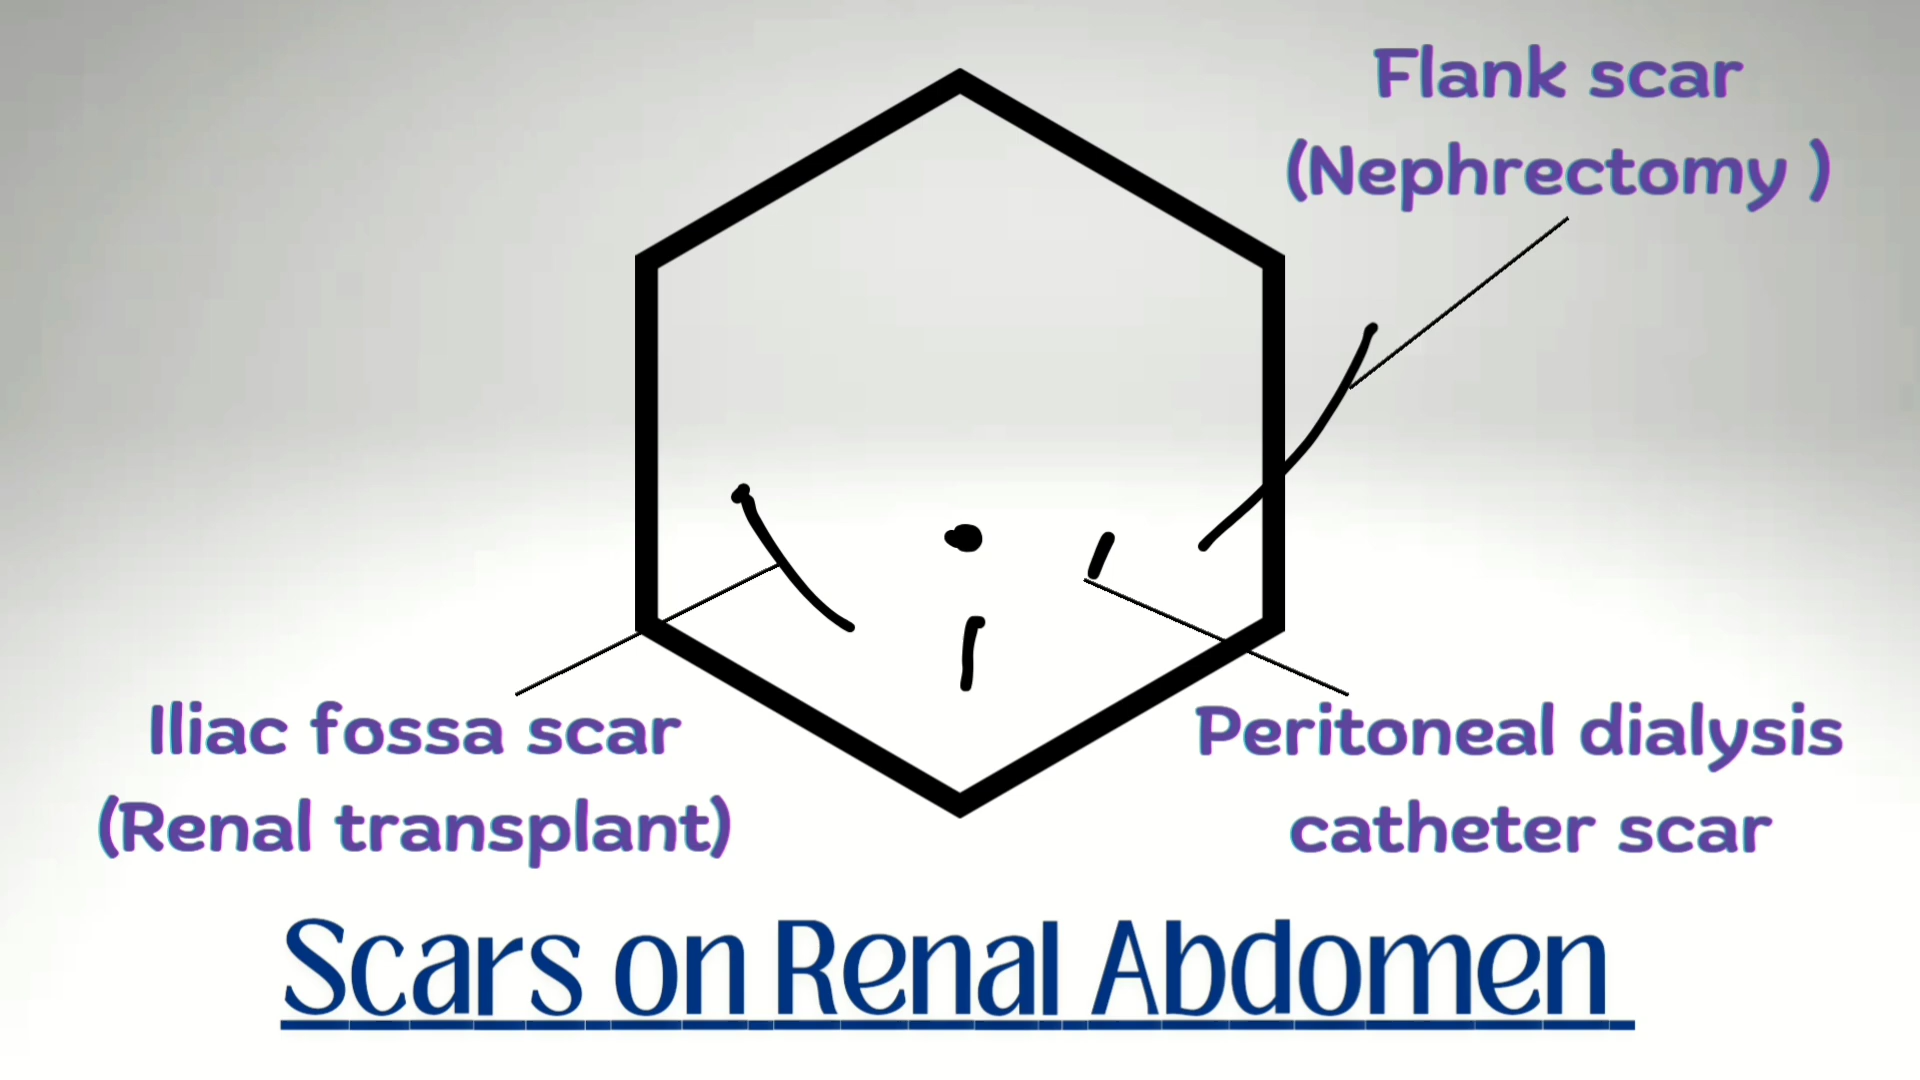 Flank scar
(Nephrectomy )
Iliac fossa scar
(Renal transplant)
Peritoneal dialysis
catheter scar
Scars on Renal Abdomen